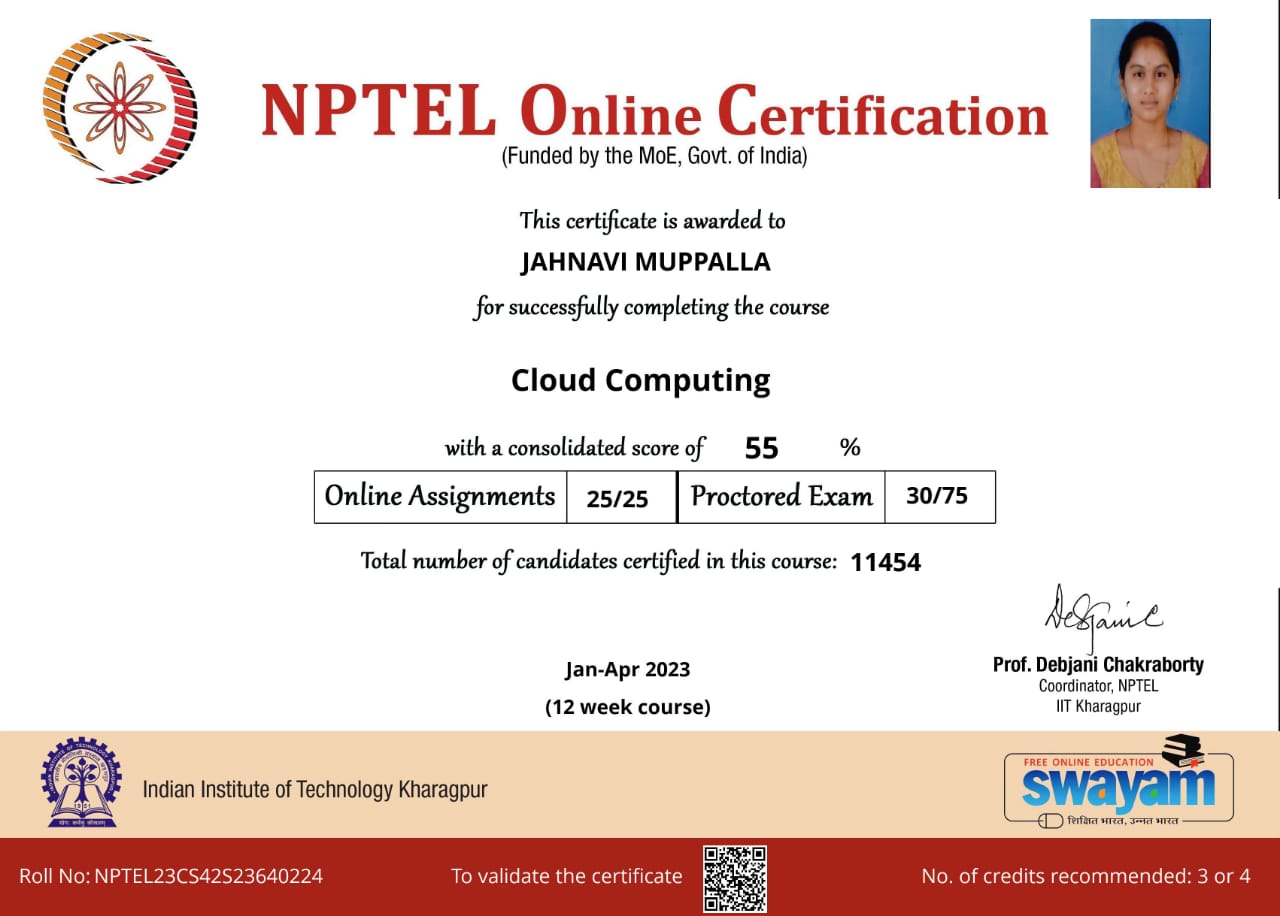 NPTEL Online Certification
(Funded by the MoE, Govt. of India)
This certificate is awarded to
JAHNAVI MUPPALLA
for successfully completing the course
Cloud Computing
with a consolidated score of 55 %
Online Assignments 25/25 Proctored Exam 30/75
Total number of candidates certified in this course: 11454
Jan-Apr 2023
(12 week course)
Prof. Debjani Chakraborty
Coordinator, NPTEL
IIT Kharagpur
Indian Institute of Technology Kharagpur
FREE ONLINE EDUCATION
swayam
शिक्षित भारत, उन्नत भारत
Roll No: NPTEL23CS42S23640224
To validate the certificate
No. of credits recommended: 3 or 4